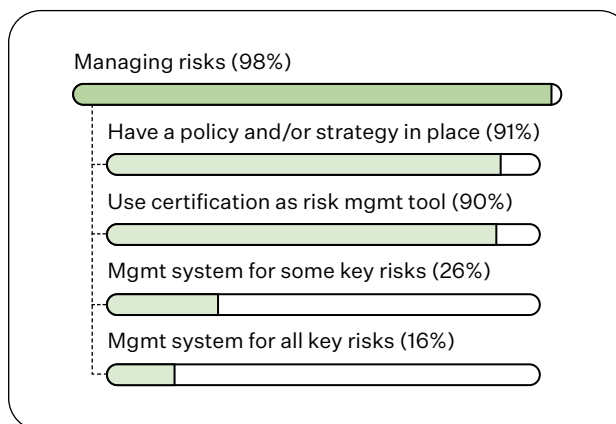 Managing risks (98%)
Have a policy and/or strategy in place (91%)
Use certification as risk mgmt tool (90%)
Mgmt system for some key risks (26%)
Mgmt system for all key risks (16%)